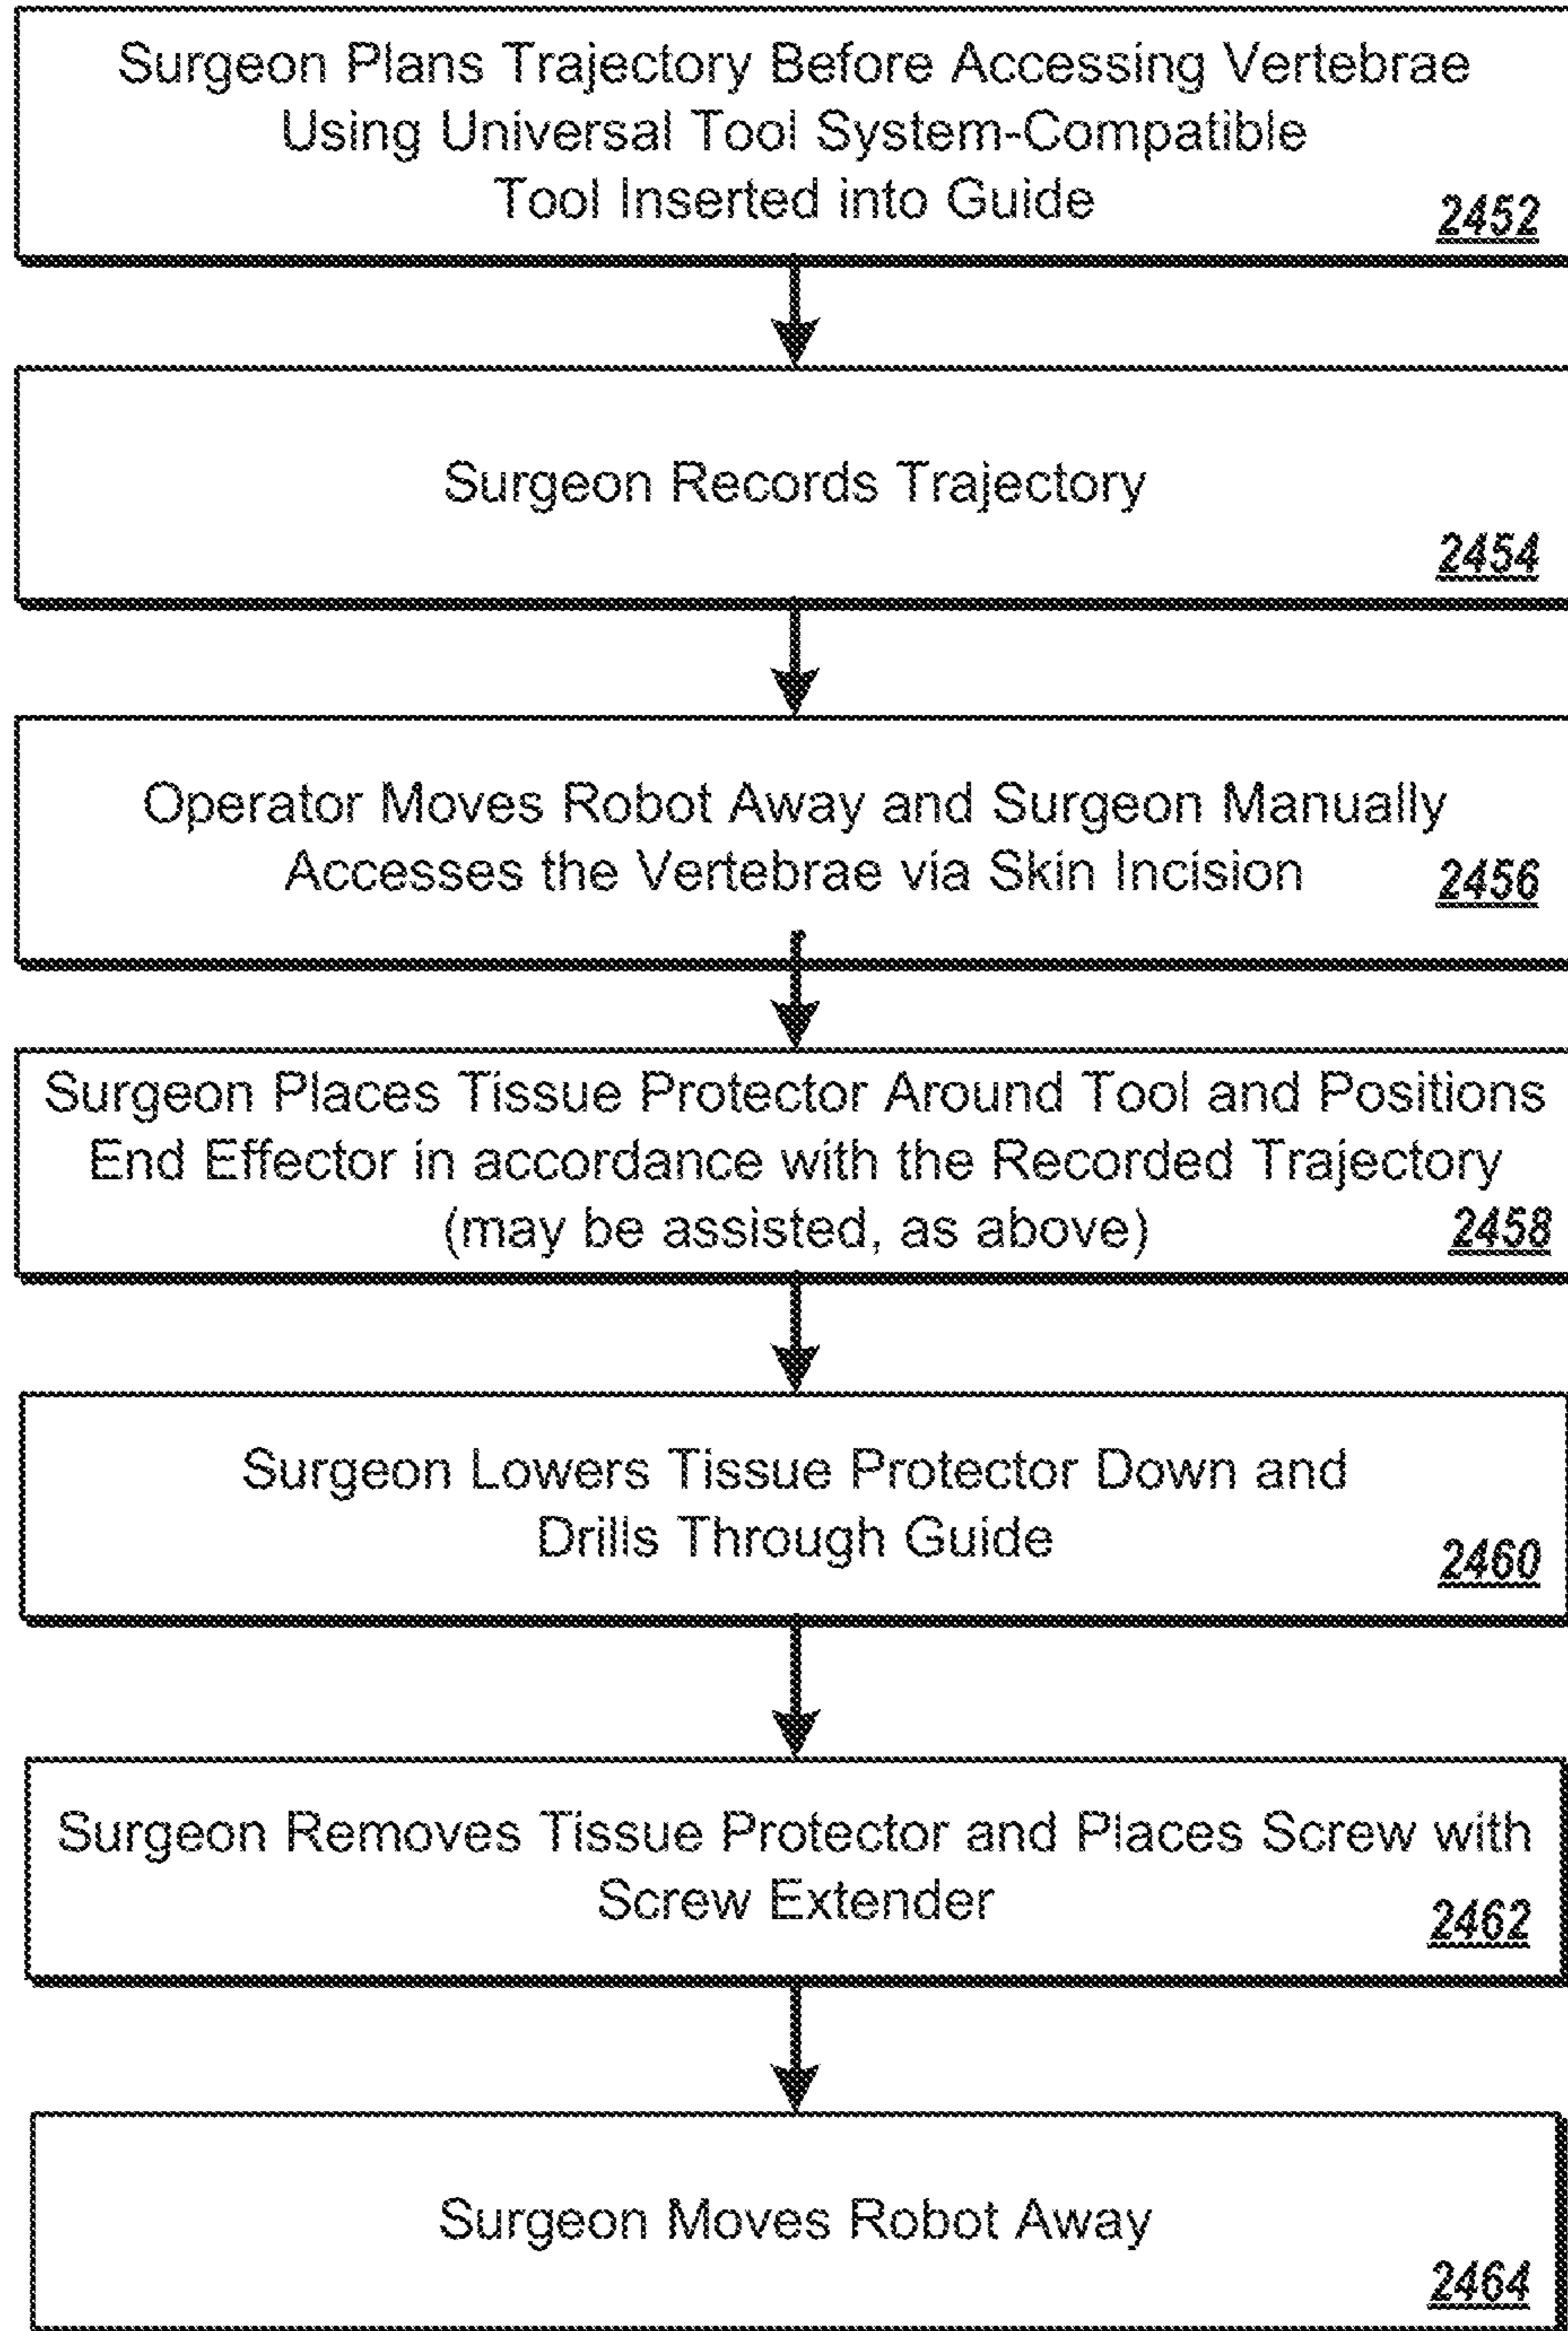 Surgeon Plans Trajectory Before Accessing Vertebrae
Using Universal Tool System-Compatible
Tool Inserted into Guide
2452
Surgeon Records Trajectory
2454
Operator Moves Robot Away and Surgeon Manually
Accesses the Vertebrae via Skin Incision
2456
Surgeon Places Tissue Protector Around Tool and Positions
End Effector in accordance with the Recorded Trajectory
(may be assisted, as above)
2458
Surgeon Lowers Tissue Protector Down and
Drills Through Guide
2460
Surgeon Removes Tissue Protector and Places Screw with
Screw Extender
2462
Surgeon Moves Robot Away
2464